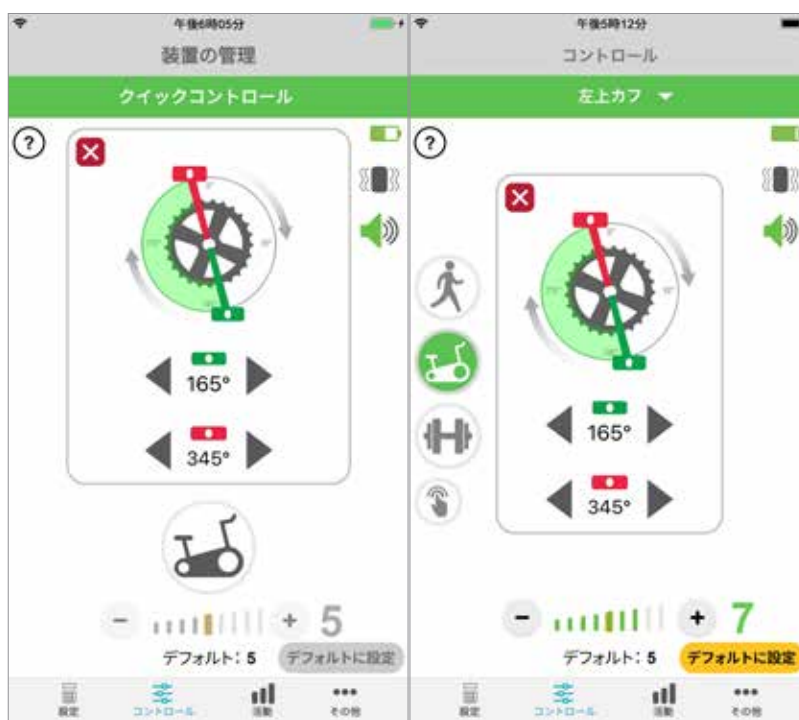 午後6時05分
装置の管理
クイックコントロール
?
165°
345°
5
デフォルト: 5
デフォルトに設定
設定
コントロール
活動
その他
午後5時12分
コントロール
左上カフ
?
165°
345°
7
デフォルト: 5
デフォルトに設定
設定
コントロール
活動
その他